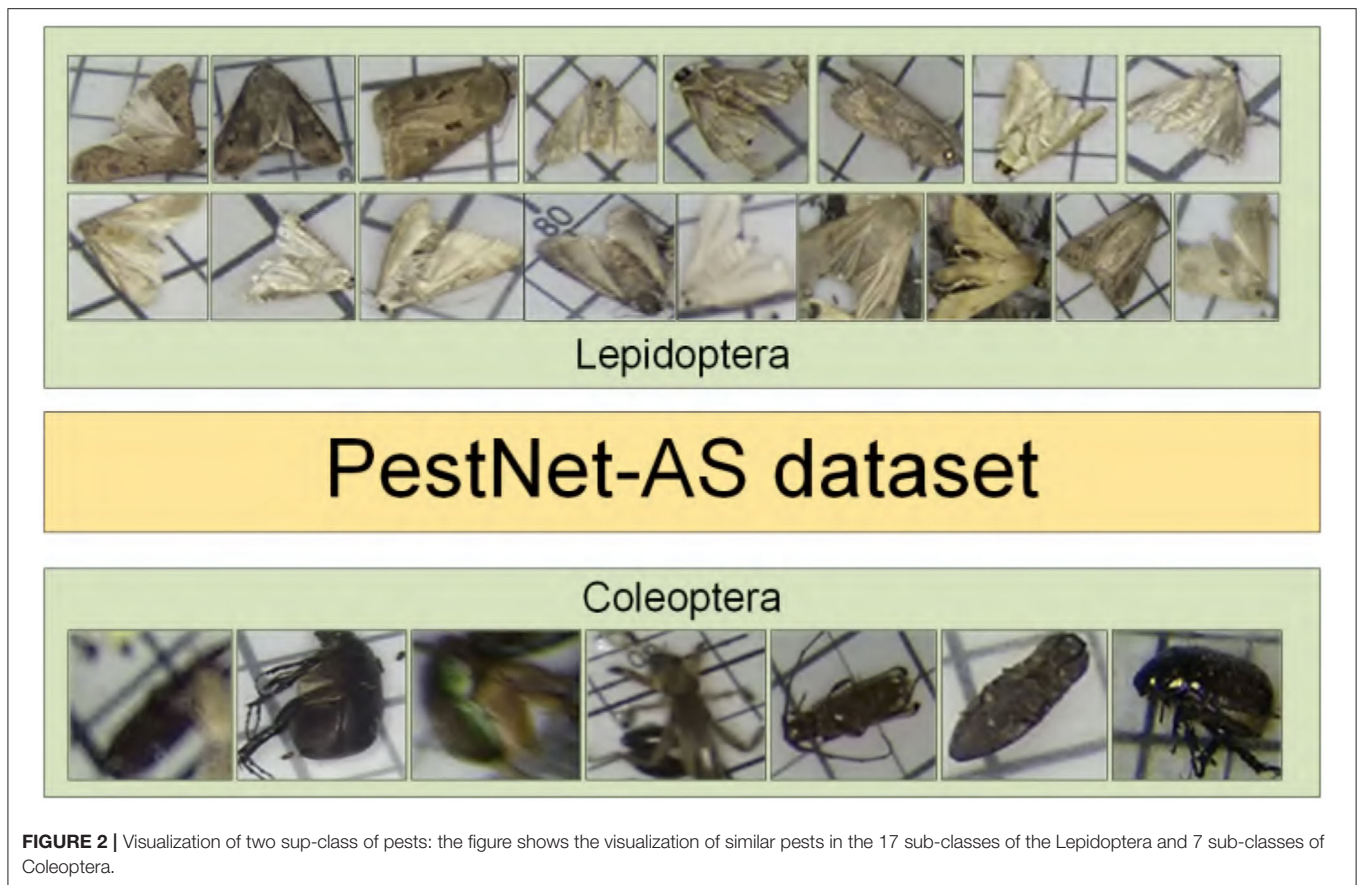 80
Lepidoptera
PestNet-AS dataset
Coleoptera
FIGURE 2 | Visualization of two sup-class of pests: the figure shows the visualization of similar pests in the 17 sub-classes of the Lepidoptera and 7 sub-classes of
Coleoptera.